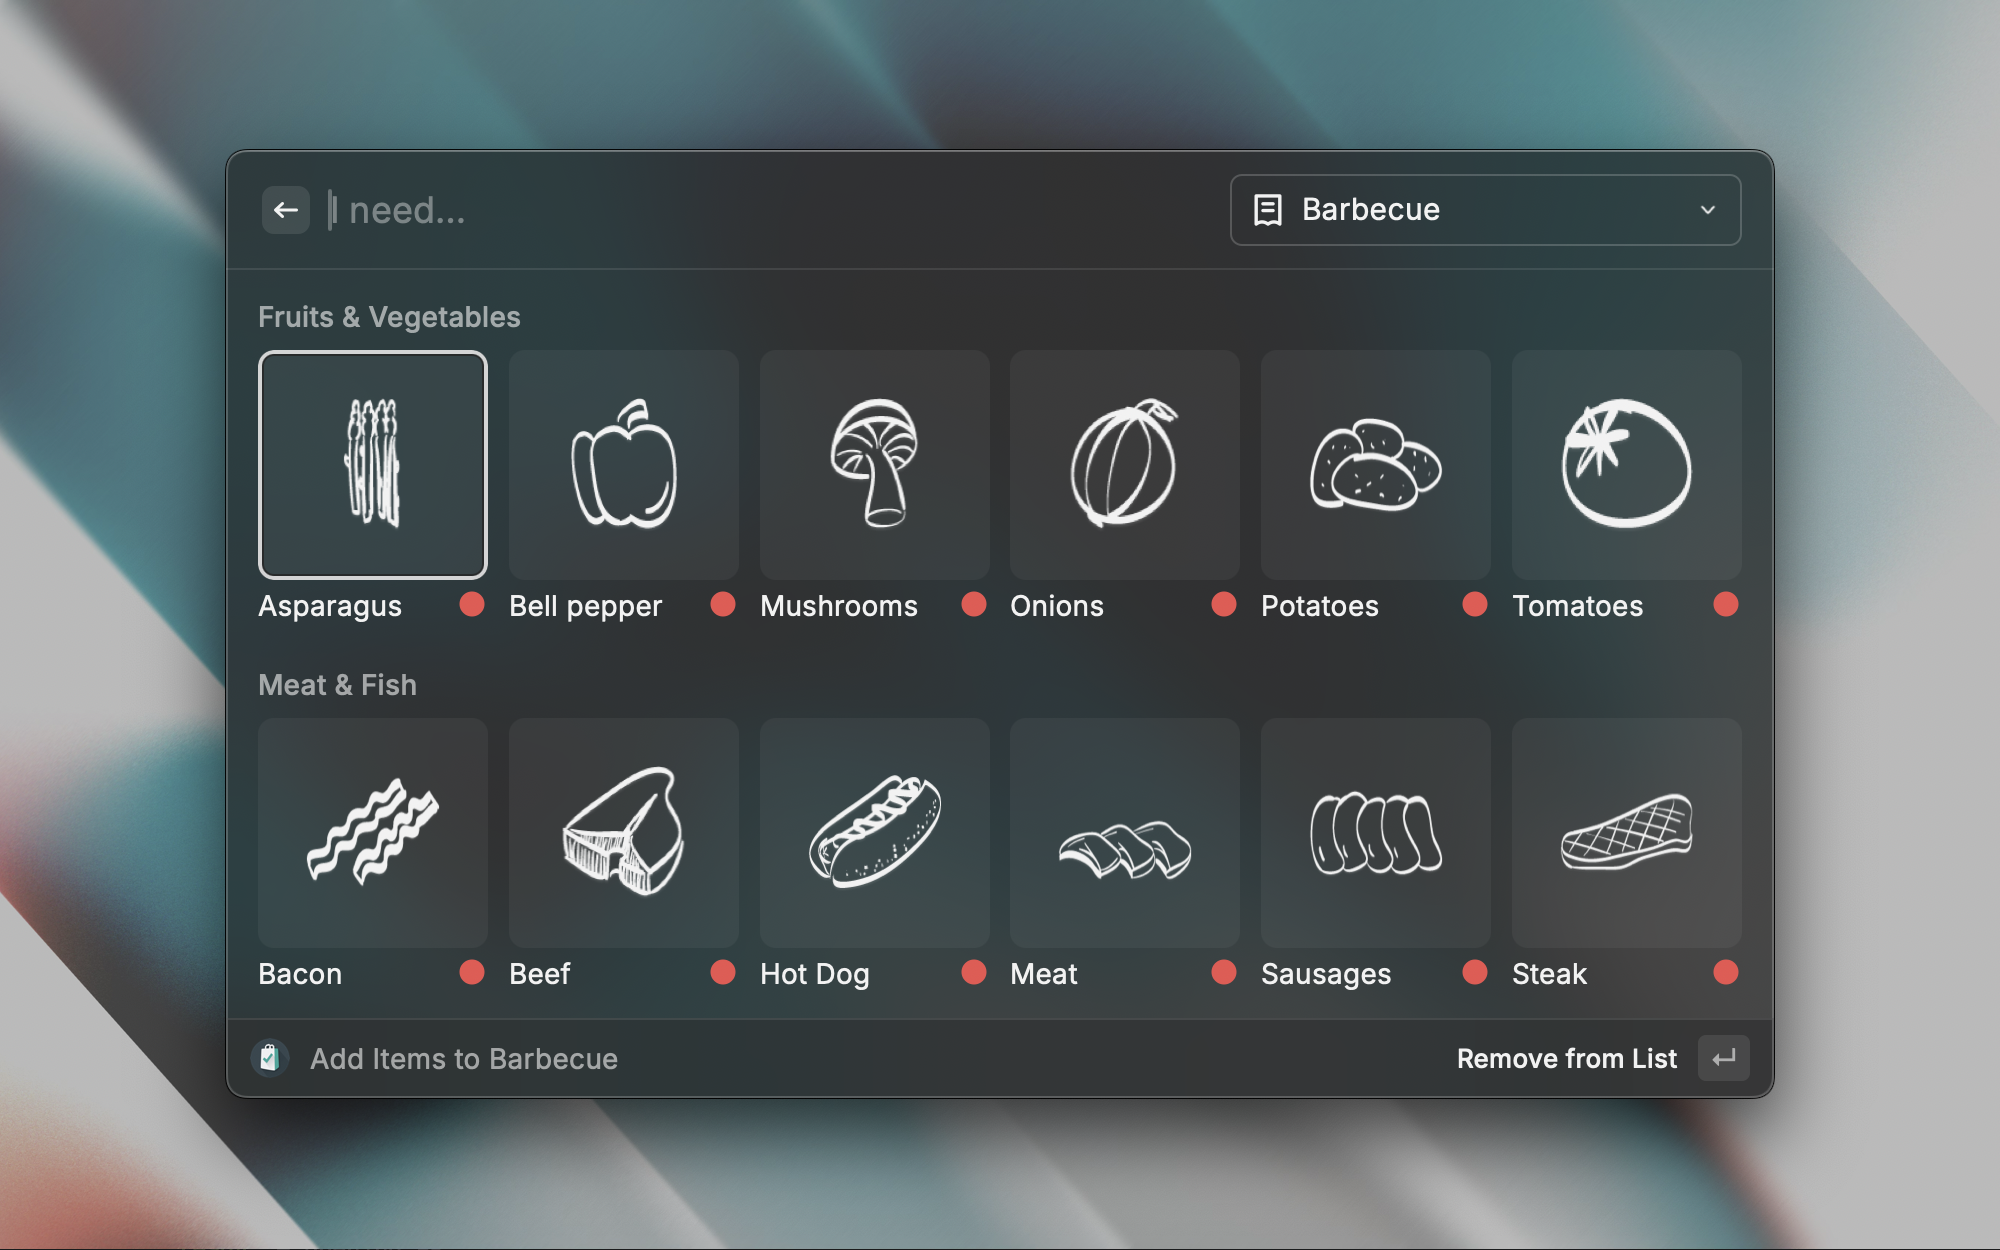 I need...
Barbecue
Fruits & Vegetables
Asparagus
Bell pepper
Mushrooms
Onions
Potatoes
Tomatoes
Meat & Fish
Bacon
Beef
Hot Dog
Meat
Sausages
Steak
Add Items to Barbecue
Remove from List